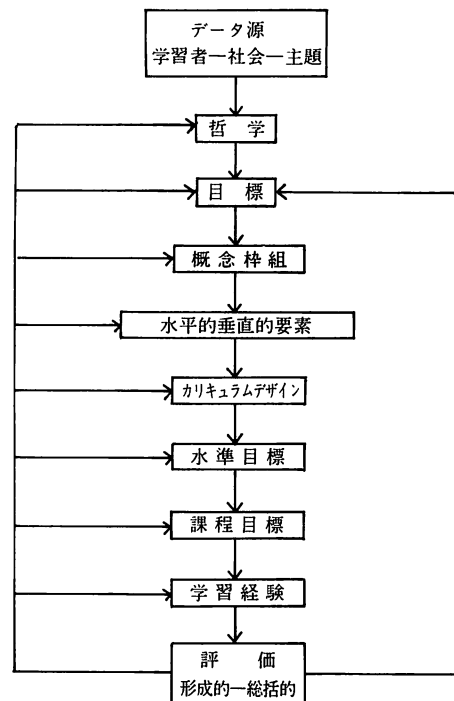 データ源
学習者―社会―主題
哲学
目標
概念枠組
水平的垂直的要素
カリキュラムデザイン
水準目標
課程目標
学習経験
評価
形成的―総括的